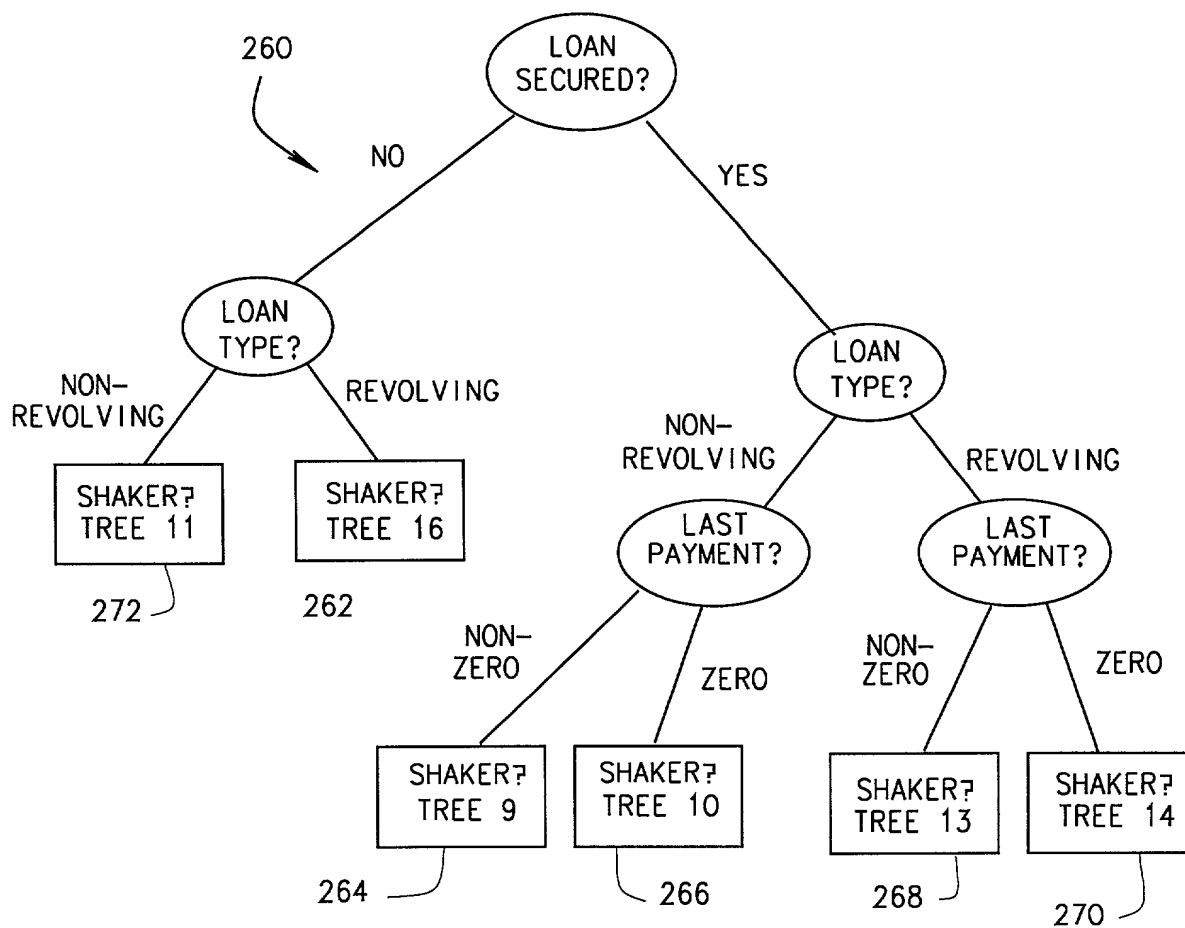 260
LOAN
SECURED?
NO
YES
LOAN
TYPE?
LOAN
TYPE?
NON-
REVOLVING
REVOLVING
NON-
REVOLVING
REVOLVING
SHAKER?
TREE 11
SHAKER?
TREE 16
LAST
PAYMENT?
LAST
PAYMENT?
272
262
NON-
ZERO
ZERO
NON-
ZERO
ZERO
SHAKER?
TREE 9
SHAKER?
TREE 10
SHAKER?
TREE 13
SHAKER?
TREE 14
264
266
268
270